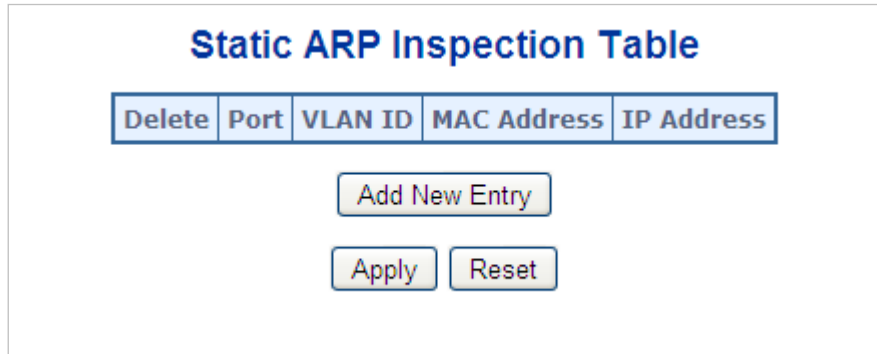 Static ARP Inspection Table
Delete Port VLAN ID MAC Address IP Address
Add New Entry
Apply Reset